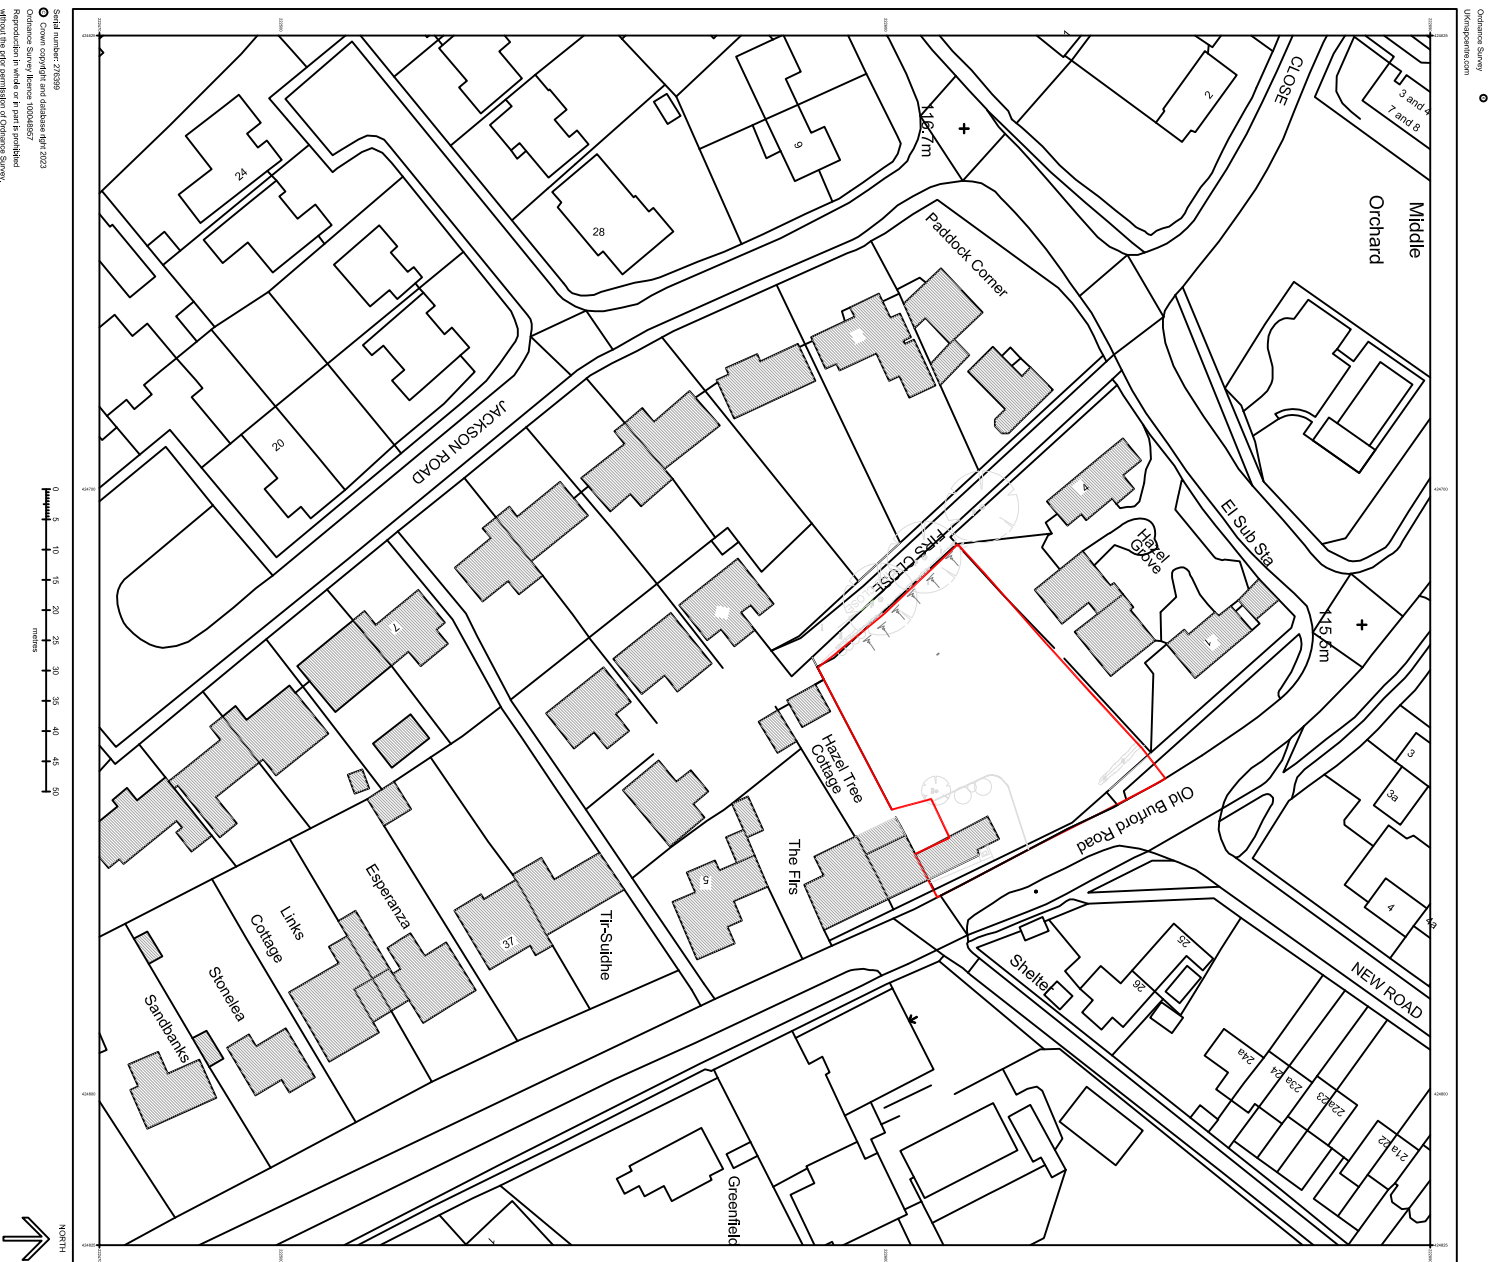 Ordnance Survey ©
UKmapcentre.com
Serial number: 276399
© Crown copyright and database right 2023
Ordnance Survey licence 100048957
Reproduction in whole or in part is prohibited
without the prior permission of Ordnance Survey.
CLOSE
3 and 4
7 and 8
2
Middle
Orchard
116.7m
9
28
24
20
Paddock Corner
JACKSON ROAD
El Sub Sta
4
Hazel
Grove
1
FIRS CLOSE
115.5m
7
Hazel Tree
Cottage
The Firs
5
Old Burford Road
3
3a
4
4a
NEW ROAD
25
26
Shelter
24a
24
23a
23
22a
22
21a
Tir-Suidhe
37
Esperanza
Links
Cottage
Stonelea
Sandbanks
Greenfield
1
0
5
10
15
20
25
30
35
40
45
50
metres
NORTH